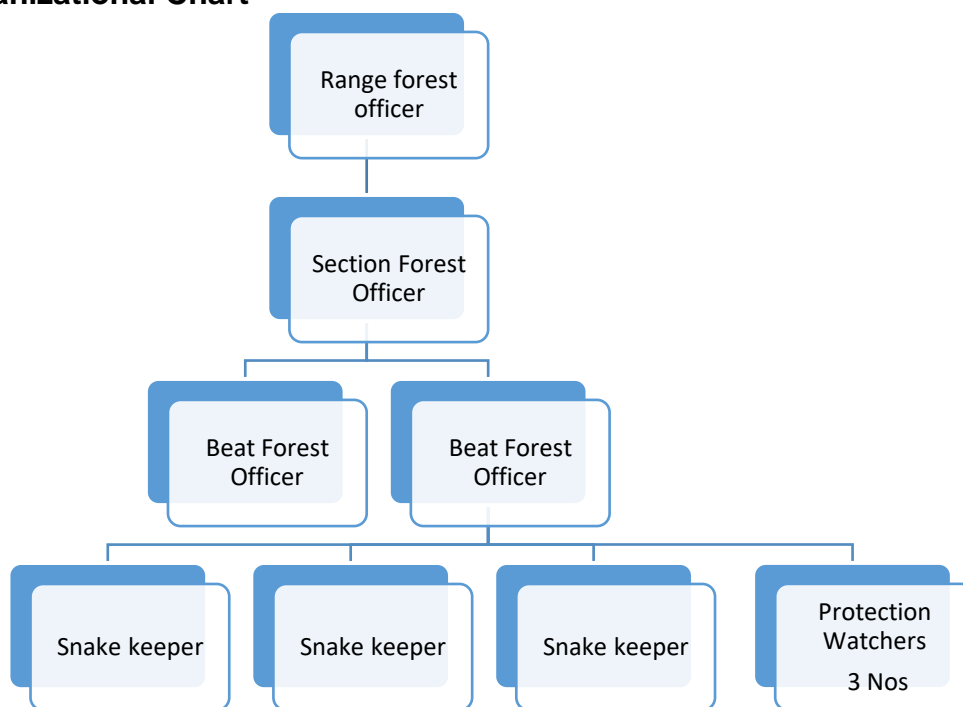 Range forest
officer
Section Forest
Officer
Beat Forest
Officer
Beat Forest
Officer
Snake keeper
Snake keeper
Snake keeper
Protection
Watchers
3 Nos